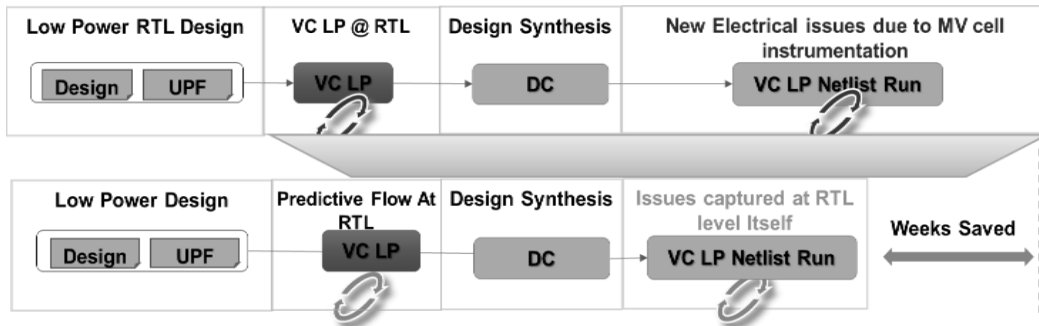 Low Power RTL Design
VC LP @ RTL
Design Synthesis
New Electrical issues due to MV cell
instrumentation
Design
UPF
VC LP
DC
VC LP Netlist Run
Low Power Design
Predictive Flow At
RTL
Design Synthesis
Issues captured at RTL
level Itself
Weeks Saved
Design
UPF
VC LP
DC
VC LP Netlist Run